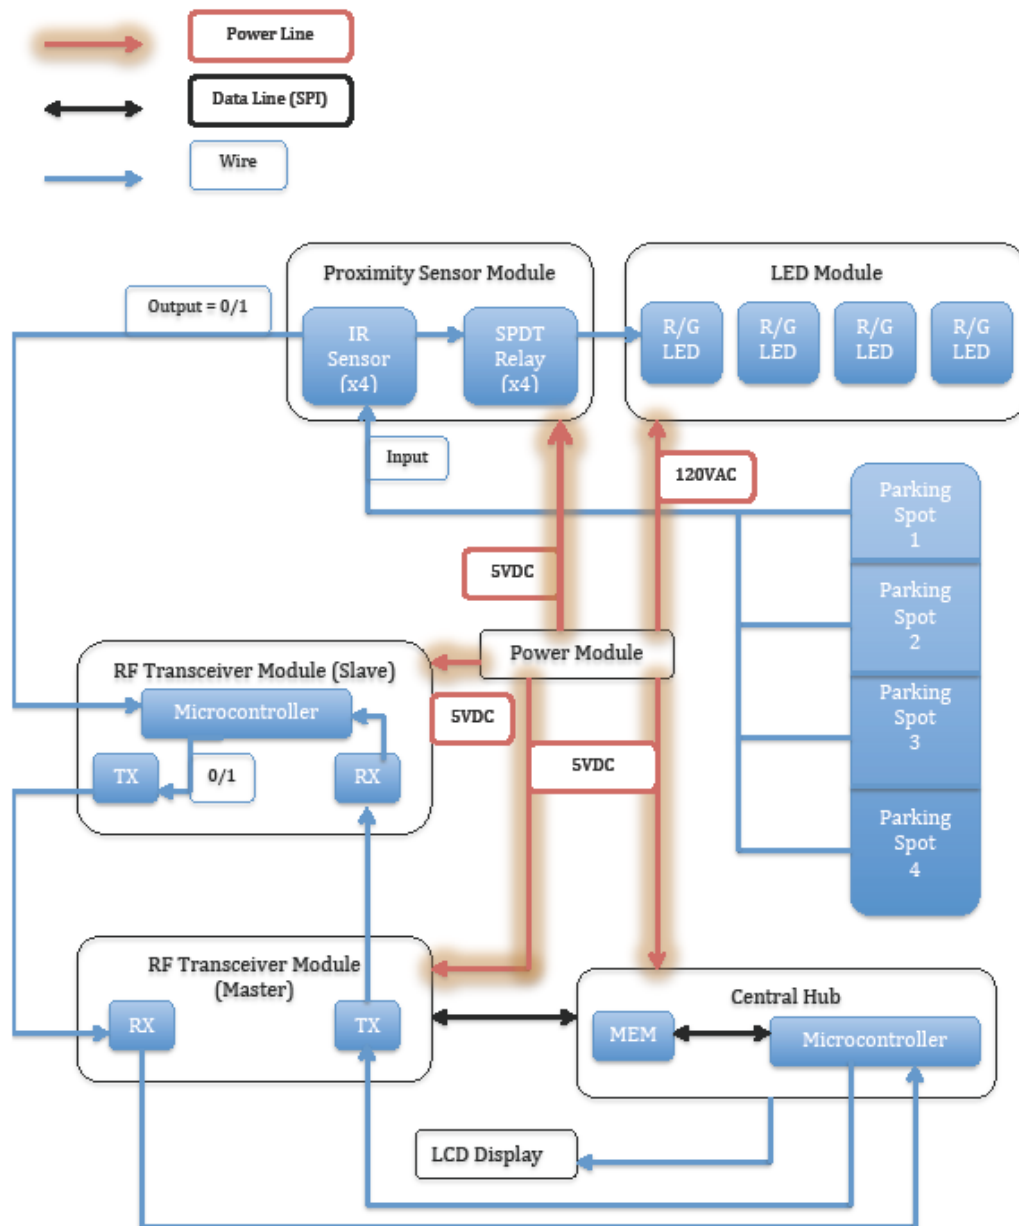 Power Line
Data Line (SPI)
Wire
Proximity Sensor Module
LED Module
Output = 0/1
IR
Sensor
(x4)
SPDT
Relay
(x4)
R/G
LED
R/G
LED
R/G
LED
R/G
LED
Input
120VAC
Parking
Spot
1
5VDC
Parking
Spot
2
Power Module
RF Transceiver Module (Slave)
Microcontroller
5VDC
Parking
Spot
3
TX
0/1
RX
5VDC
Parking
Spot
4
RF Transceiver Module
(Master)
RX
TX
Central Hub
MEM
Microcontroller
LCD Display